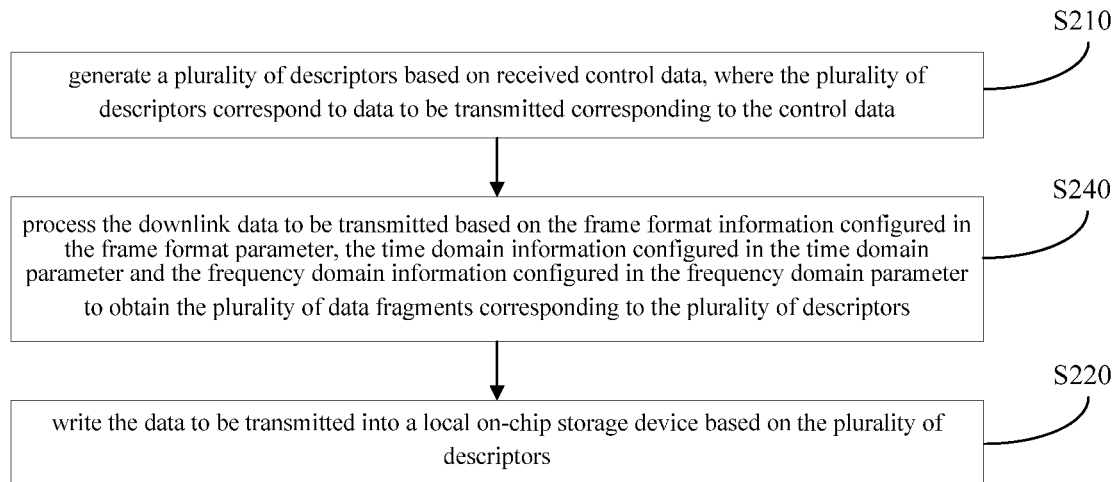 S210
generate a plurality of descriptors based on received control data, where the plurality of
descriptors correspond to data to be transmitted corresponding to the control data
S240
process the downlink data to be transmitted based on the frame format information configured in
the frame format parameter, the time domain information configured in the time domain
parameter and the frequency domain information configured in the frequency domain parameter
to obtain the plurality of data fragments corresponding to the plurality of descriptors
S220
write the data to be transmitted into a local on-chip storage device based on the plurality of
descriptors